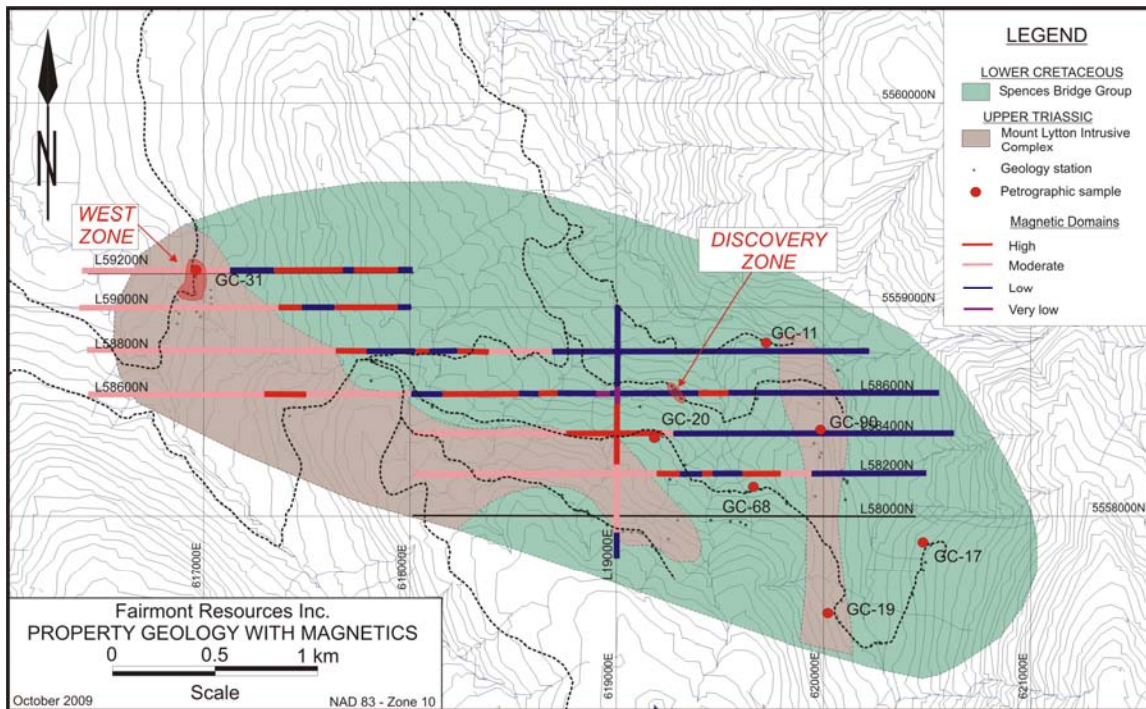 LEGEND
LOWER CRETACEOUS
Spences Bridge Group
UPPER TRIASSIC
Mount Lytton Intrusive
Complex
Geology station
Petrographic sample
Magnetic Domains
High
Moderate
Low
Very low
N
5560000N
5559000N
5558000N
WEST
ZONE
DISCOVERY
ZONE
L59200N
GC-31
L59000N
L58800N
L58600N
GC-11
L58600N
GC-20
GC-90
L58400N
L58200N
GC-68
L58000N
GC-17
GC-19
617000E
618000E
L19000E
619000E
620000E
621000E
Fairmont Resources Inc.
PROPERTY GEOLOGY WITH MAGNETICS
0 0.5 1 km
Scale
October 2009
NAD 83 - Zone 10